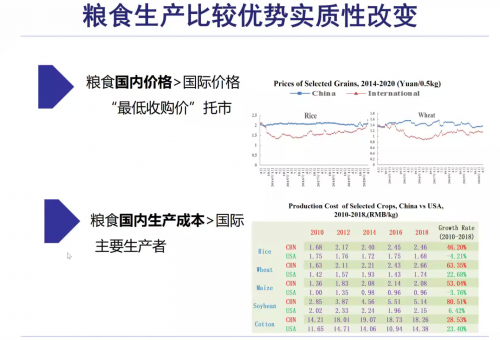 粮食生产比较优势实质性改变
粮食国内价格>国际价格
“最低收购价”托市
Prices of Selected Grains, 2014-2020 (Yuan/0.5kg)
China International
Rice
Wheat
粮食国内生产成本>国际
主要生产者
Production Cost of Selected Crops, China vs USA,
2010-2018,(RMB/kg)
2010 2012 2014 2016 2018 Growth Rate
(2010-2018)
Rice CHN 1.68 2.17 2.40 2.45 2.46 46.20%
USA 1.75 1.76 1.72 1.75 1.68 -4.21%
Wheat CHN 1.63 2.11 2.21 2.43 2.66 63.35%
USA 1.42 1.57 1.93 1.43 1.74 22.60%
Maize CHN 1.36 1.83 2.08 2.14 2.08 53.04%
USA 1.00 1.35 0.98 0.96 0.96 -3.76%
Soybean CHN 2.85 3.87 4.56 5.51 5.14 80.51%
USA 2.02 2.33 2.24 1.96 2.15 6.42%
Cotton CHN 14.21 18.01 19.07 18.73 18.26 28.53%
USA 11.65 14.71 14.06 10.94 14.38 23.40%